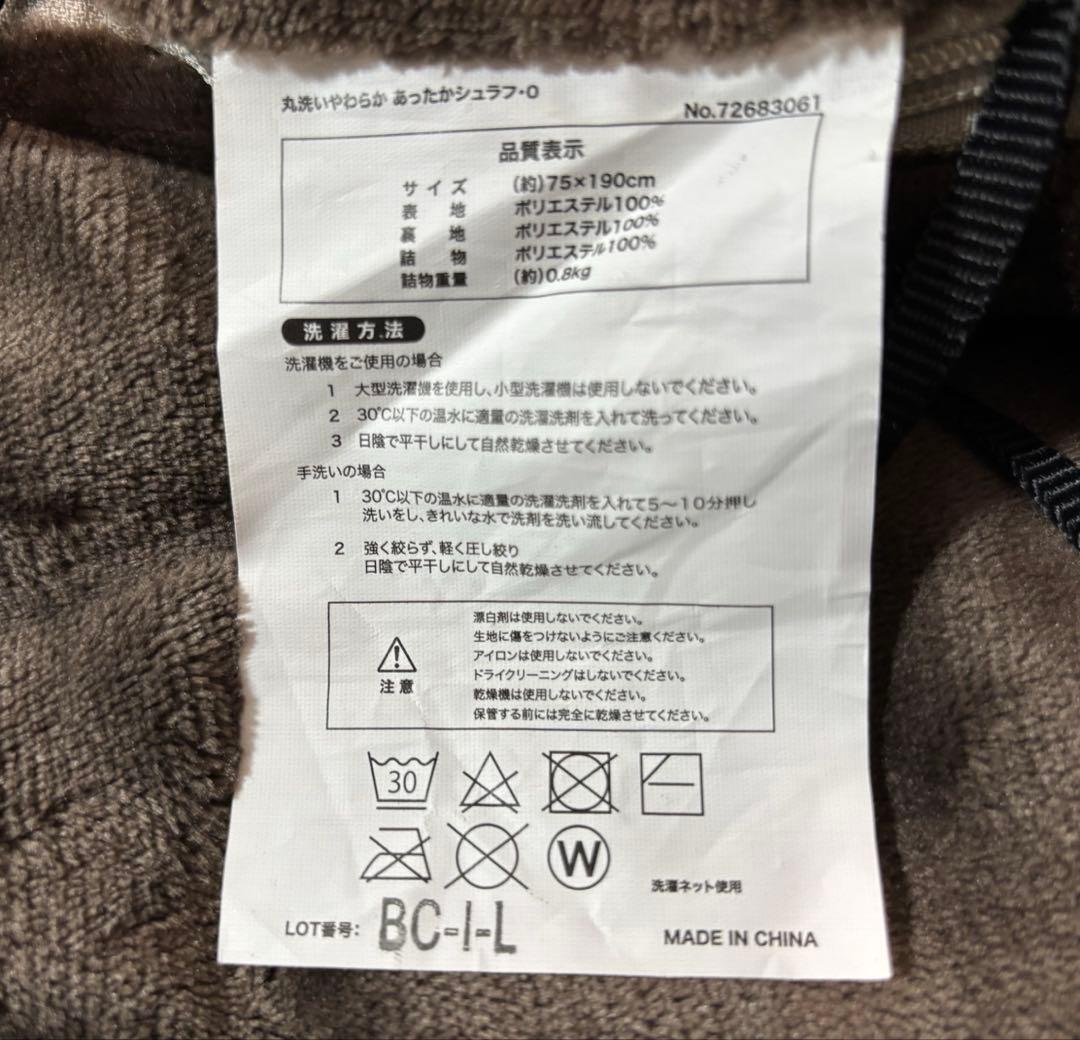 丸洗いやわらか あったかシュラフ・0
No.72683061
品質表示
サイズ (約)75×190cm
表地 ポリエステル100%
裏地 ポリエステル100%
詰物 ポリエステル100%
詰物重量 (約)0.8kg
洗濯方法
洗濯機をご使用の場合
1 大型洗濯機を使用し、小型洗濯機は使用しないでください。
2 30℃以下の温水に適量の洗濯洗剤を入れて洗ってください。
3 日陰で平干しにして自然乾燥させてください。
手洗いの場合
1 30℃以下の温水に適量の洗濯洗剤を入れて5〜10分押し
洗いをし、きれいな水で洗剤を洗い流してください。
2 強く絞らず、軽く圧し絞り
日陰で平干しにして自然乾燥させてください。
漂白剤は使用しないでください。
生地に傷をつけないようにご注意ください。
アイロンは使用しないでください。
ドライクリーニングはしないでください。
乾燥機は使用しないでください。
保管する前には完全に乾燥させてください。
注意
30
W
洗濯ネット使用
LOT番号: BC-I-L
MADE IN CHINA